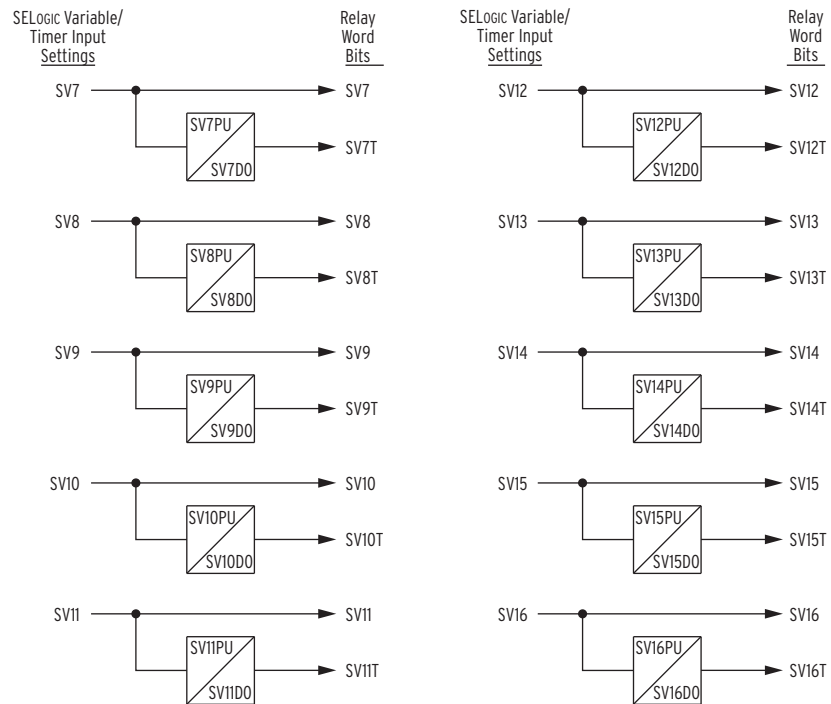 SELOGIC Variable/
Timer Input
Settings
Relay
Word
Bits
SV7
SV7
SV7PU
SV7DO
SV7T
SV8
SV8
SV8PU
SV8DO
SV8T
SV9
SV9
SV9PU
SV9DO
SV9T
SV10
SV10
SV10PU
SV10DO
SV10T
SV11
SV11
SV11PU
SV11DO
SV11T
SELOGIC Variable/
Timer Input
Settings
Relay
Word
Bits
SV12
SV12
SV12PU
SV12DO
SV12T
SV13
SV13
SV13PU
SV13DO
SV13T
SV14
SV14
SV14PU
SV14DO
SV14T
SV15
SV15
SV15PU
SV15DO
SV15T
SV16
SV16
SV16PU
SV16DO
SV16T